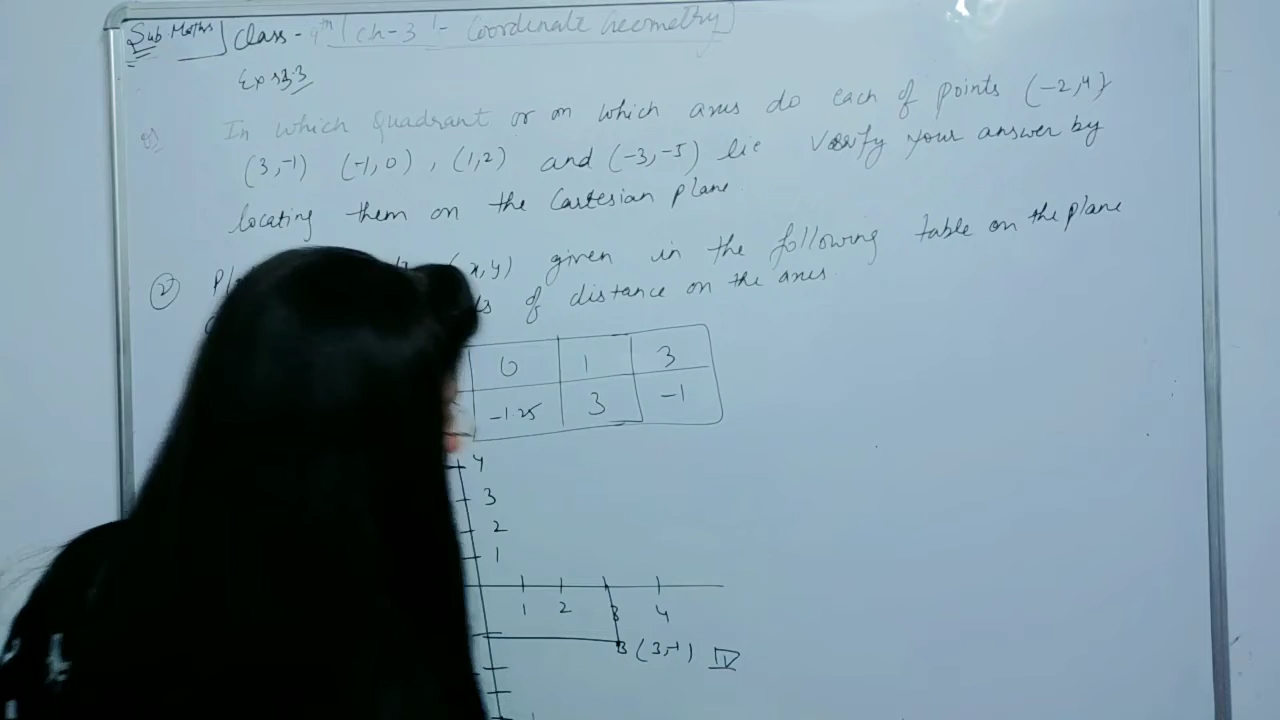 Sub Maths Class - 9th ch-3 :- Coordinate Geometry
Ex 3.3
In which quadrant or on which axis do each of points (-2,4)
(3,-1) (-1,0), (1,2) and (-3,-5) lie Verify your answer by
locating them on the Cartesian plane.
(2) (x,y) given in the following table on the plane
of distance on the axis.
0 1 3
-1.25 3 -1
4
3
2
1
1 2 3 4
B (3,-1) IV